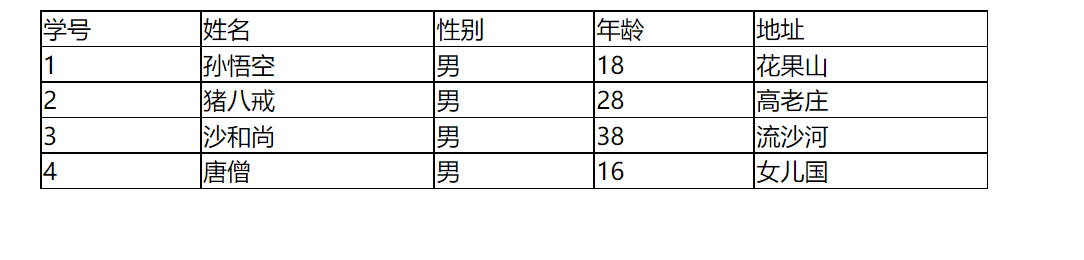 学号 姓名 性别 年龄 地址
1 孙悟空 男 18 花果山
2 猪八戒 男 28 高老庄
3 沙和尚 男 38 流沙河
4 唐僧 男 16 女儿国